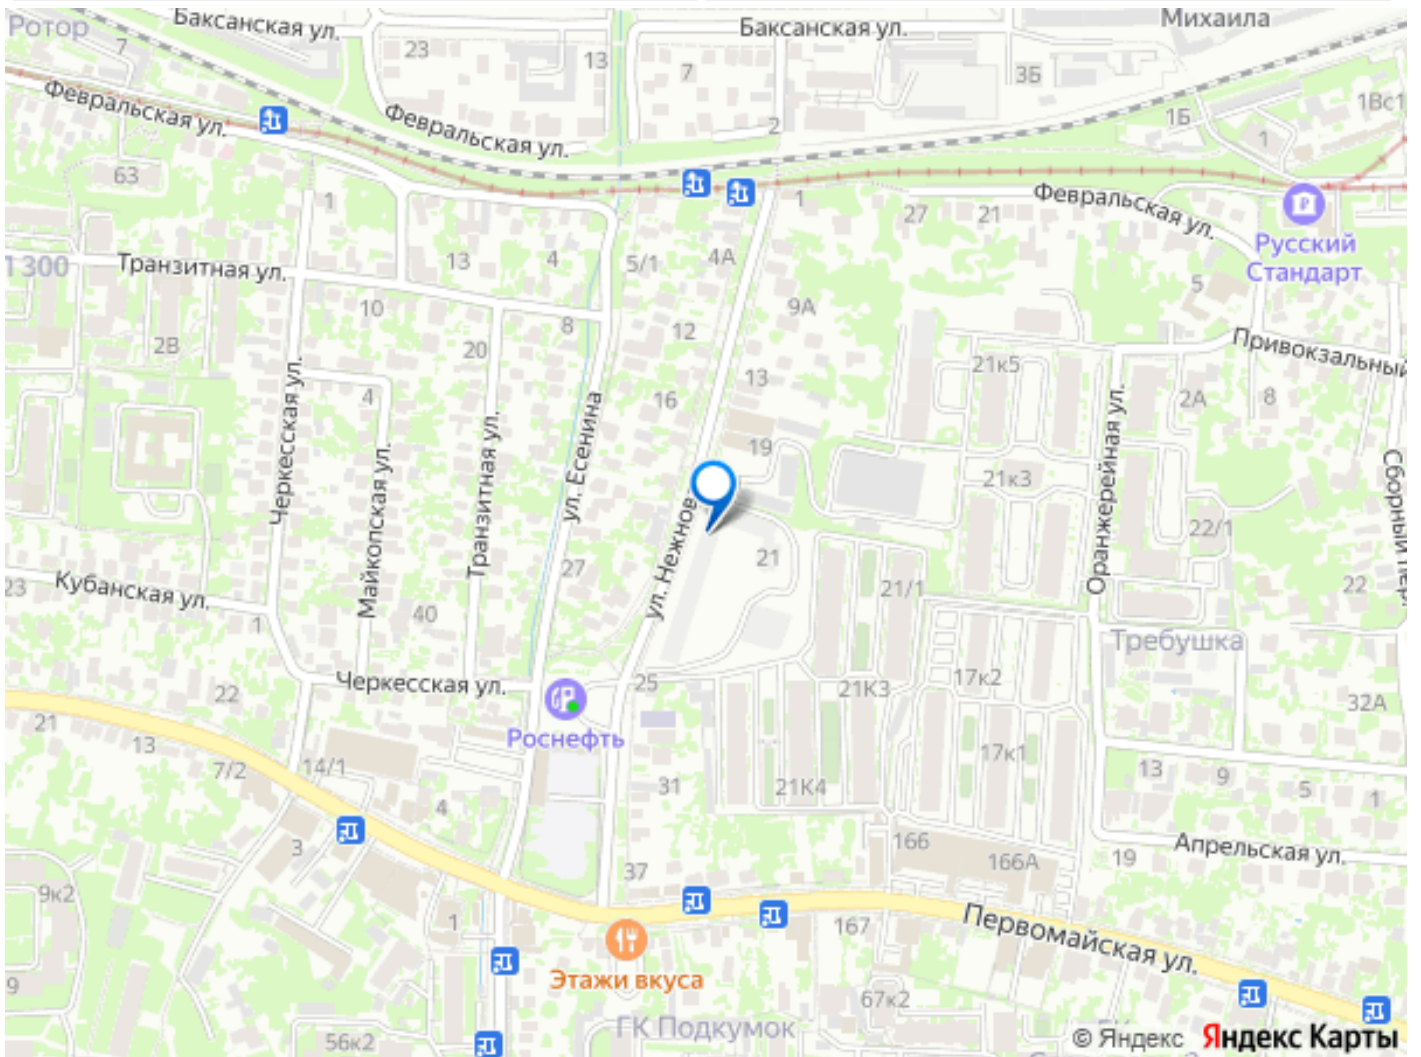 Ротор
Баксанская ул.
Баксанская ул.
Михаила
7
23
13
7
3Б
Февральская ул.
Февральская ул.
2
1Б
1Вс1
1
63
1
1
27
21
Февральская ул.
Русский
Стандарт
1 300
Транзитная ул.
13
4
5/1
4А
5
10
8
12
9А
2В
20
Привокзальный
4
16
13
21к5
2А
8
Черкесская ул.
Майкопская ул.
Транзитная ул.
ул. Есенина
ул. Нежнова
19
21к3
Оранжерейная ул.
22/1
Сборный пер.
23
Кубанская ул.
1
40
27
21
21/1
22
Требушка
Черкесская ул.
22
25
21К3
17к2
32А
Роснефть
21
13
7/2
14/1
4
31
21К4
17к1
13
9
5
1
3
37
166
166А
19
Апрельская ул.
9к2
1
167
Первомайская ул.
Этажи вкуса
9
67к2
56к2
ГК Подкумок
© Яндекс Яндекс Карты